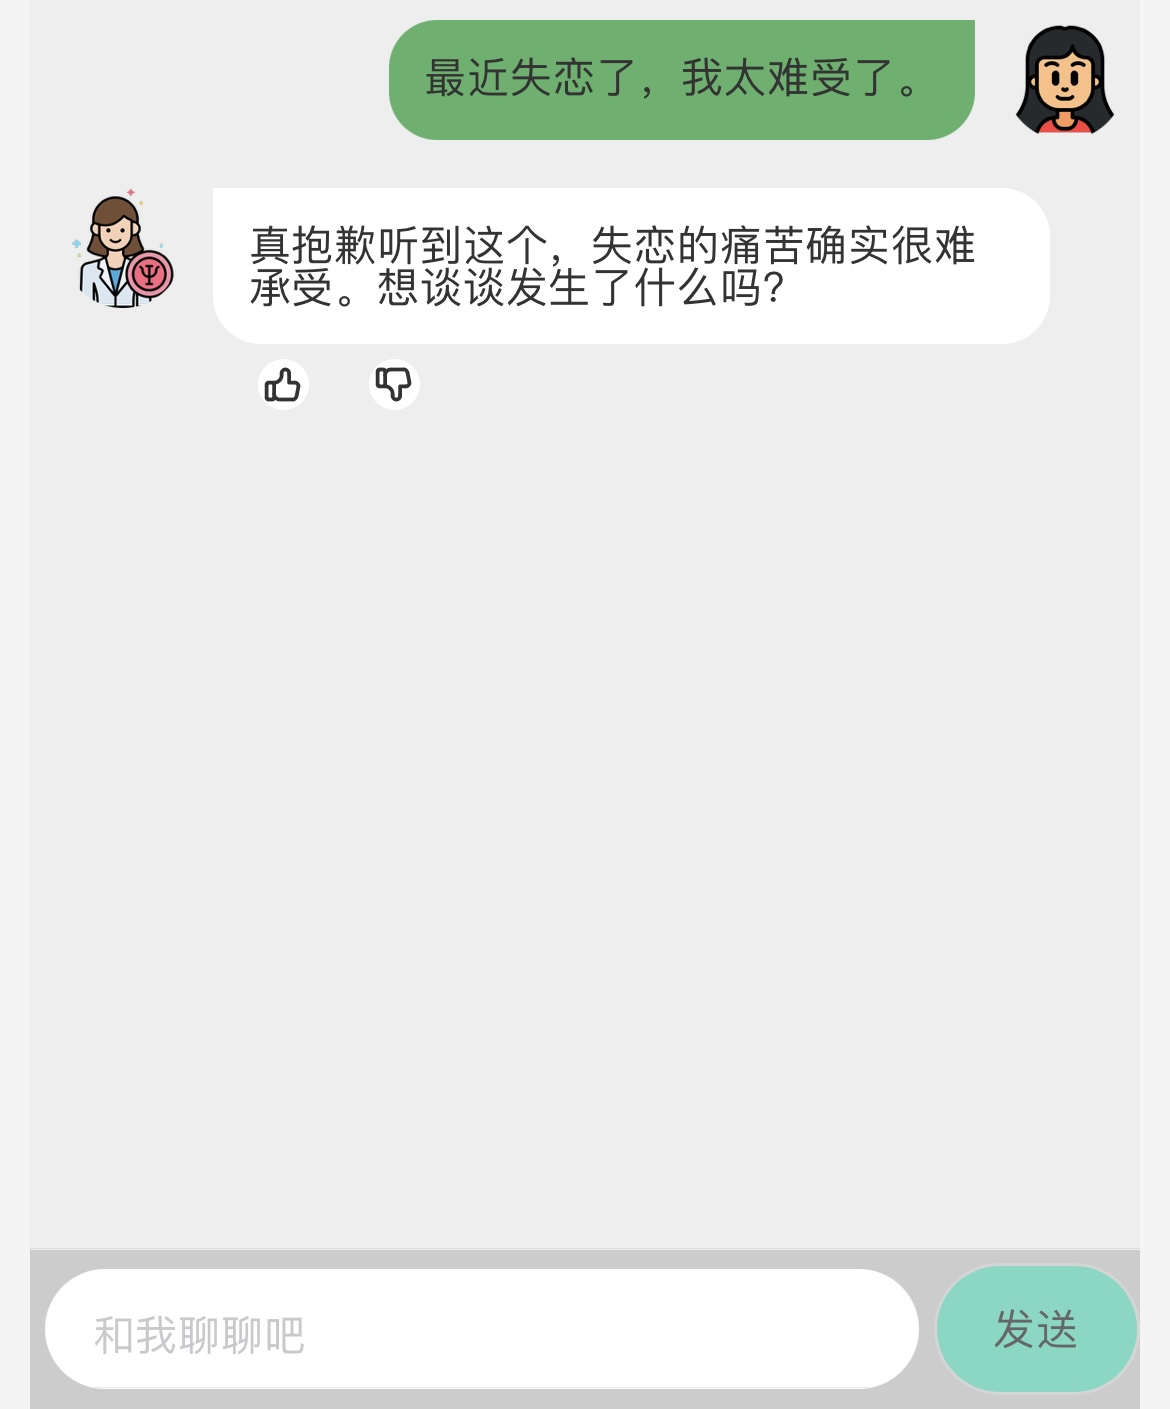 最近失恋了，我太难受了。
真抱歉听到这个，失恋的痛苦确实很难
承受。想谈谈发生了什么吗?
和我聊聊吧
发送